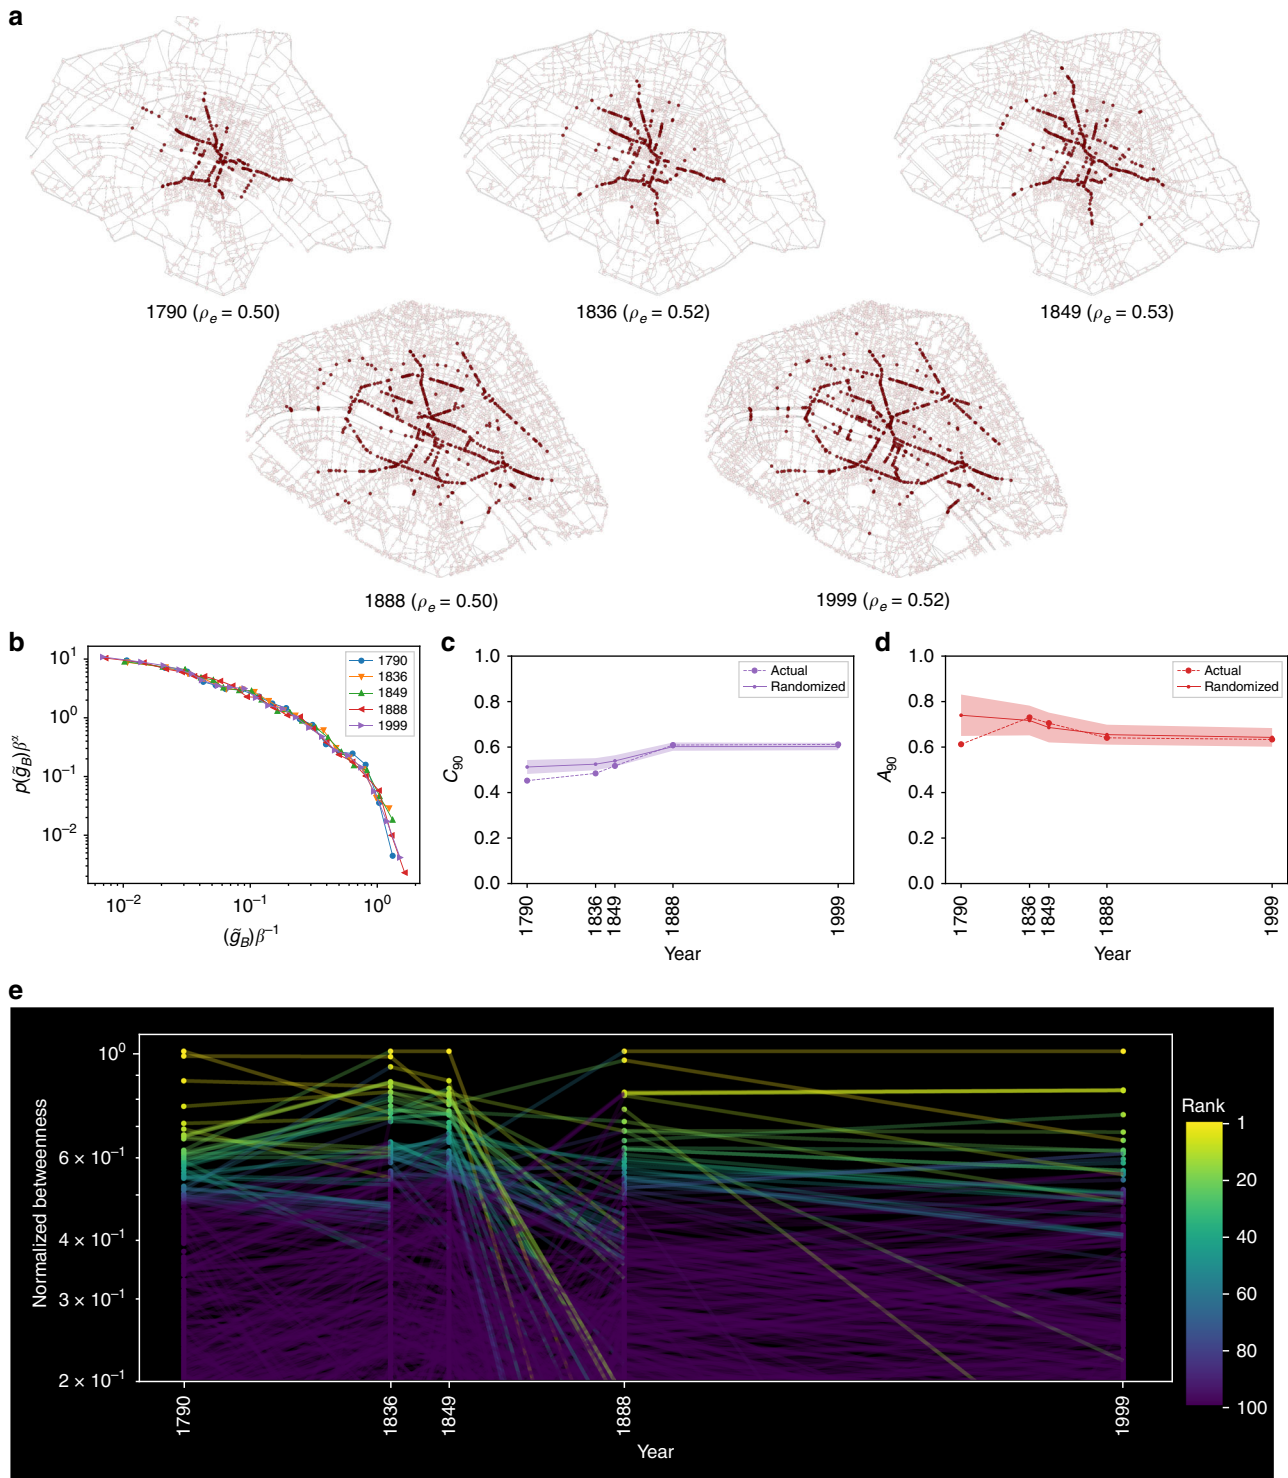 a
1790 (ρe = 0.50)
1836 (ρe = 0.52)
1849 (ρe = 0.53)
1888 (ρe = 0.50)
1999 (ρe = 0.52)
b
10^1
10^0
10^−1
10^−2
p(g̃B)β^α̃
10^−2
10^−1
10^0
(g̃B)β^−1
1790
1836
1849
1888
1999
c
1.0
0.8
0.6
0.4
0.2
0.0
C90
Actual
Randomized
1790
1836
1849
1888
1999
Year
d
1.0
0.8
0.6
0.4
0.2
0.0
A90
Actual
Randomized
1790
1836
1849
1888
1999
Year
e
10^0
6 × 10^−1
4 × 10^−1
3 × 10^−1
2 × 10^−1
Normalized betweenness
1790
1836
1849
1888
1999
Year
Rank
1
20
40
60
80
100